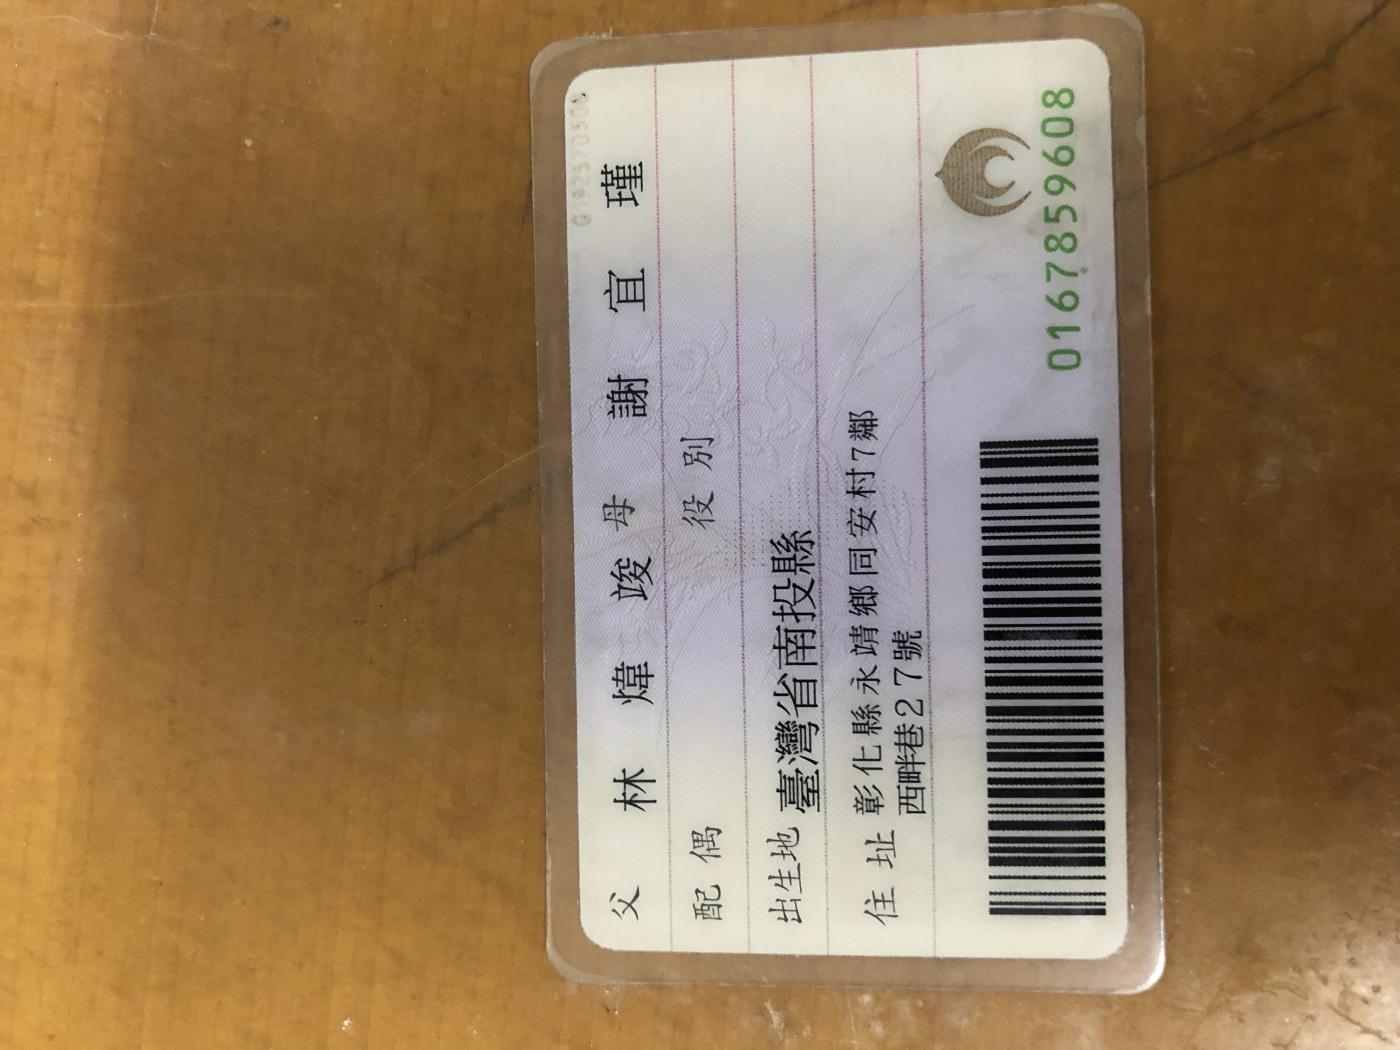 父 林煒竣 母 謝宜瑾
配偶 役別
出生地 臺灣省南投縣
住址 彰化縣永靖鄉同安村7鄰
西畔巷27號
0167859608